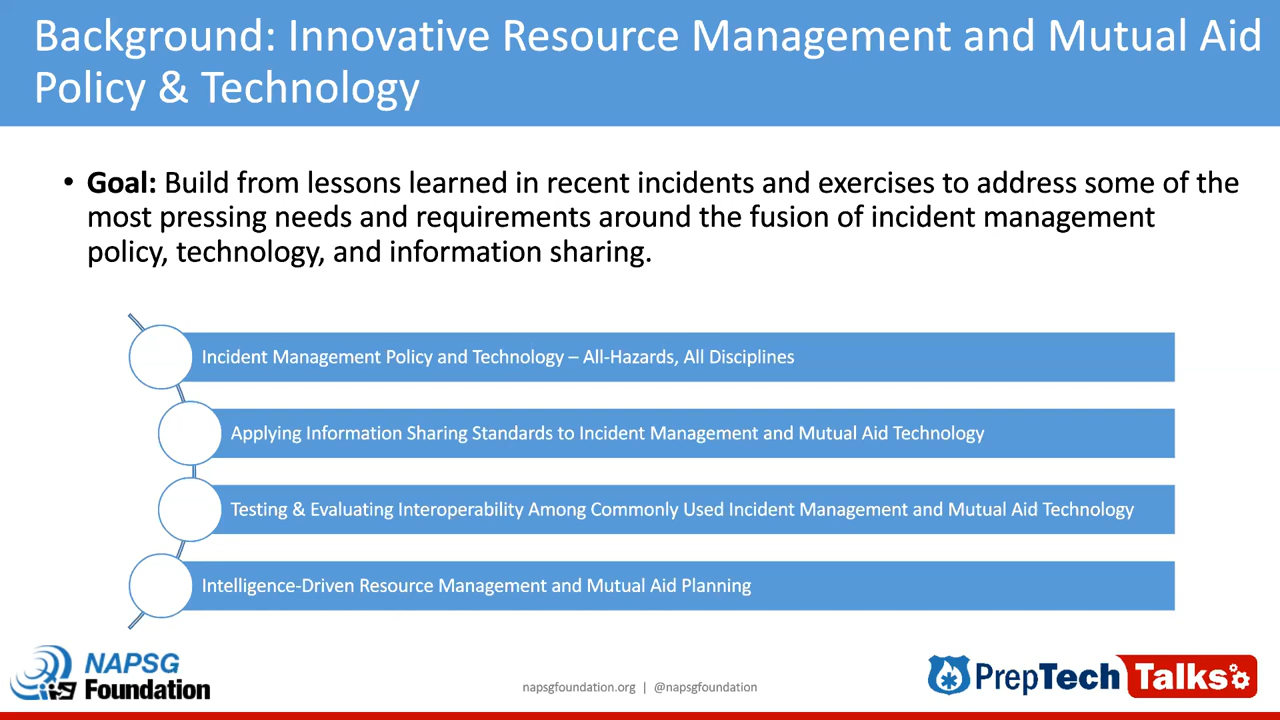 Background: Innovative Resource Management and Mutual Aid
Policy & Technology
• Goal: Build from lessons learned in recent incidents and exercises to address some of the
most pressing needs and requirements around the fusion of incident management
policy, technology, and information sharing.
Incident Management Policy and Technology – All-Hazards, All Disciplines
Applying Information Sharing Standards to Incident Management and Mutual Aid Technology
Testing & Evaluating Interoperability Among Commonly Used Incident Management and Mutual Aid Technology
Intelligence-Driven Resource Management and Mutual Aid Planning
NAPSG
Foundation
napsgfoundation.org | @napsgfoundation
PrepTech Talks